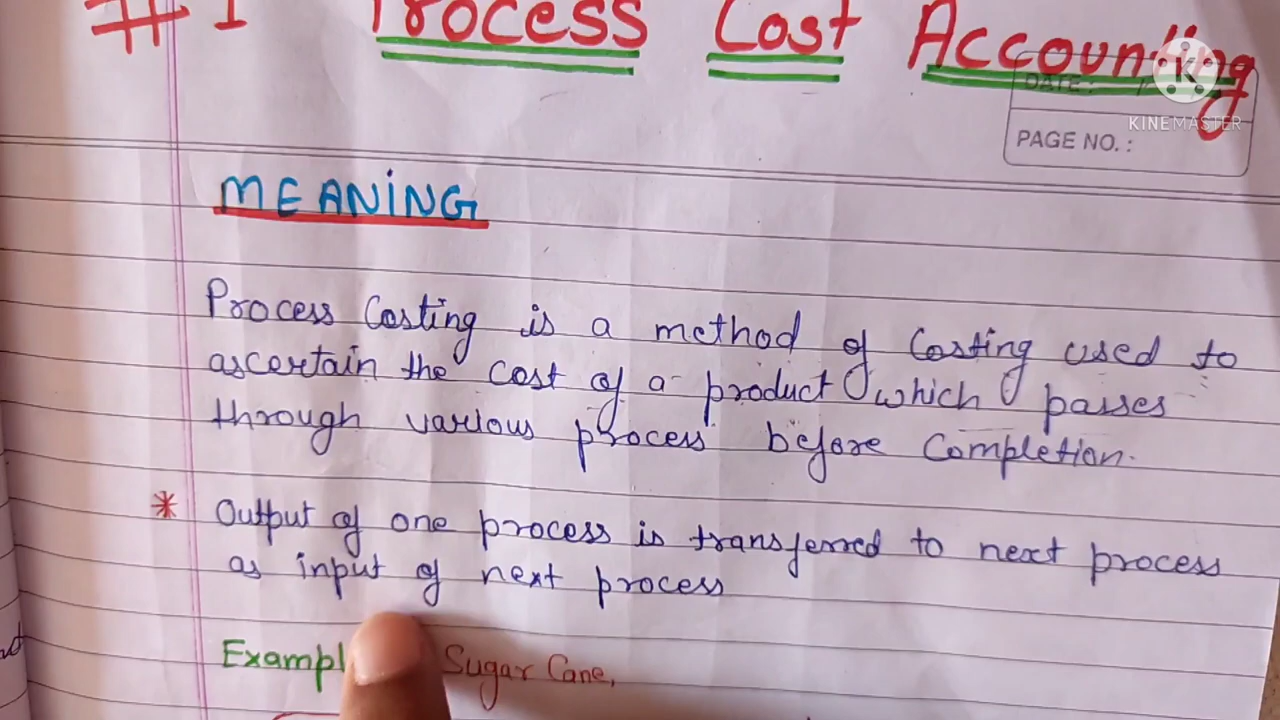 #1 Process Cost Accounting
DATE:
KINEMASTER
PAGE NO.:
MEANING
Process Costing is a method of Costing used to
ascertain the cost of a product which passes
through various process before Completion.
* Output of one process is transferred to next process
as input of next process
Sugar Cane,